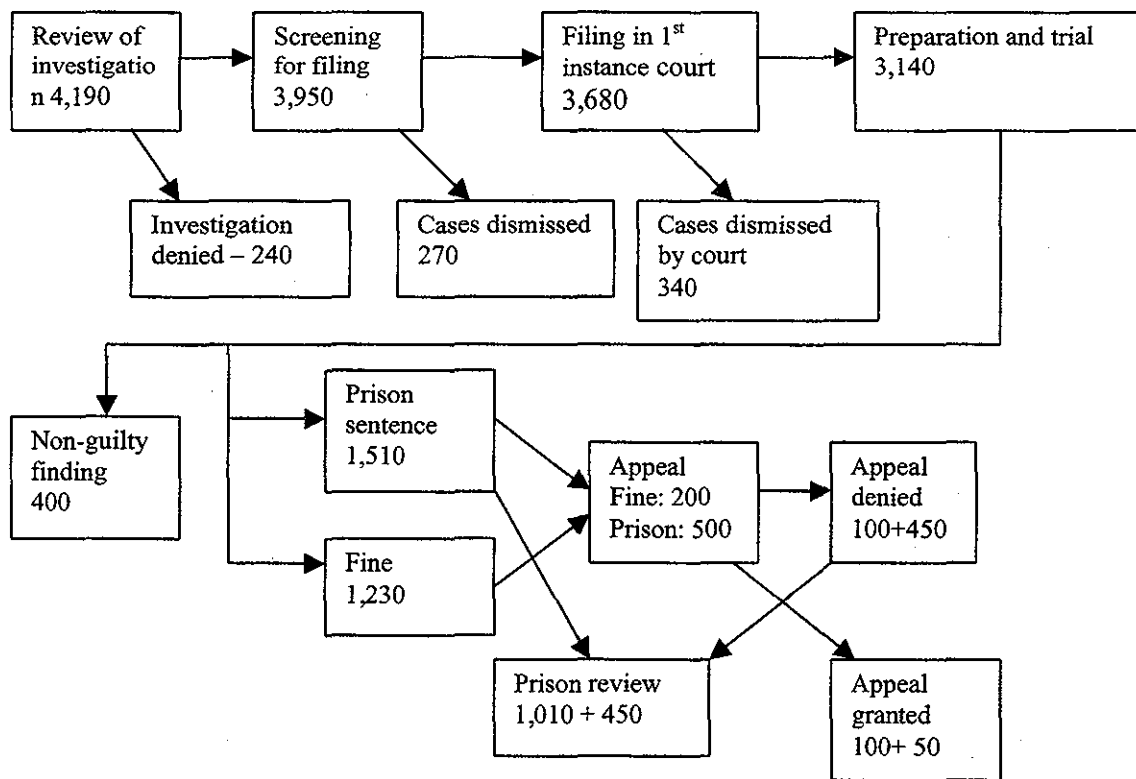 Review of
investigatio
n 4,190
Screening
for filing
3,950
Filing in 1st
instance court
3,680
Preparation and trial
3,140
Investigation
denied – 240
Cases dismissed
270
Cases dismissed
by court
340
Non-guilty
finding
400
Prison
sentence
1,510
Fine
1,230
Appeal
Fine: 200
Prison: 500
Appeal
denied
100+450
Prison review
1,010 + 450
Appeal
granted
100+ 50